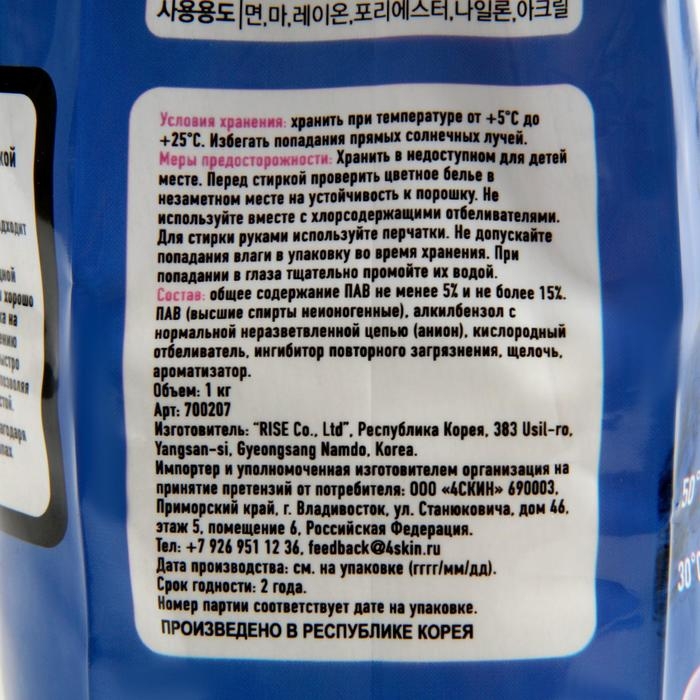 사용용도 면,마,레이온,포리에스터,나일론,아크릴
Условия хранения: хранить при температуре от +5°C до
+25°C. Избегать попадания прямых солнечных лучей.
Меры предосторожности: Хранить в недоступном для детей
месте. Перед стиркой проверить цветное белье в
незаметном месте на устойчивость к порошку. Не
используйте вместе с хлорсодержащими отбеливателями.
Для стирки руками используйте перчатки. Не допускайте
попадания влаги в упаковку во время хранения. При
попадании в глаза тщательно промойте их водой.
Состав: общее содержание ПАВ не менее 5% и не более 15%.
ПАВ (высшие спирты неионогенные), алкилбензол с
нормальной неразветвленной цепью (анион), кислородный
отбеливатель, ингибитор повторного загрязнения, щелочь,
ароматизатор.
Объем: 1 кг
Арт: 700207
Изготовитель: "RISE Co., Ltd", Республика Корея, 383 Usil-ro,
Yangsan-si, Gyeongsang Namdo, Korea.
Импортер и уполномоченная изготовителем организация на
принятие претензий от потребителя: ООО «4СКИН» 690003,
Приморский край, г. Владивосток, ул. Станюковича, дом 46,
этаж 5, помещение 6, Российская Федерация.
Тел: +7 926 951 12 36, feedback@4skin.ru
Дата производства: см. на упаковке (гггг/мм/дд).
Срок годности: 2 года.
Номер партии соответствует дате на упаковке.
ПРОИЗВЕДЕНО В РЕСПУБЛИКЕ КОРЕЯ
хорошо
на
50°
30°C